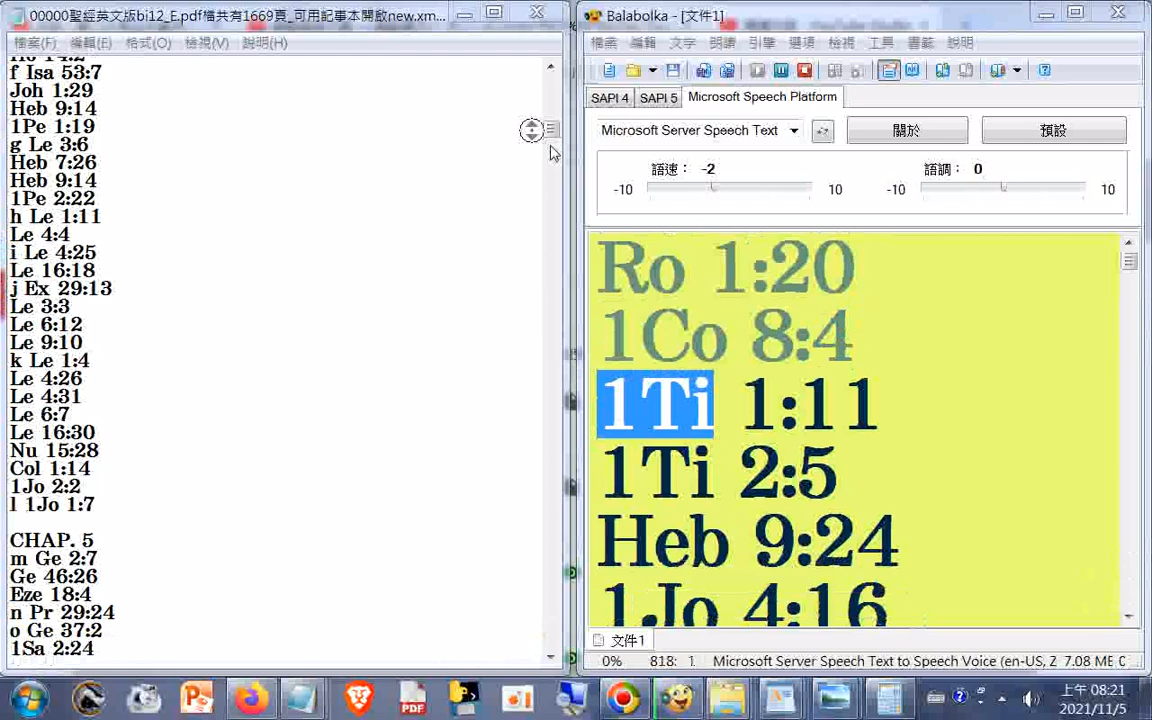 00000聖經英文版bi12_E.pdf檔共有1669頁_可用記事本開啟new.xm...
檔案(F) 編輯(E) 格式(O) 檢視(V) 說明(H)
f Isa 53:7
Joh 1:29
Heb 9:14
1Pe 1:19
g Le 3:6
Heb 7:26
Heb 9:14
1Pe 2:22
h Le 1:11
Le 4:4
i Le 4:25
Le 16:18
j Ex 29:13
Le 3:3
Le 6:12
Le 9:10
k Le 1:4
Le 4:26
Le 4:31
Le 6:7
Le 16:30
Nu 15:28
Col 1:14
1Jo 2:2
l 1Jo 1:7
CHAP. 5
m Ge 2:7
Ge 46:26
Eze 18:4
n Pr 29:24
o Ge 37:2
1Sa 2:24
Balabolka - [文件1]
檔案 編輯 文字 朗讀 引擎 選項 檢視 工具 書籤 說明
SAPI 4 SAPI 5 Microsoft Speech Platform
Microsoft Server Speech Text 關於 預設
語速： -2 語調： 0
-10 10 -10 10
Ro 1:20
1Co 8:4
1Ti 1:11
1Ti 2:5
Heb 9:24
1Jo 4:16
文件1
0% 818: 1 Microsoft Server Speech Text to Speech Voice (en-US, 7.08 MB
PDF
上午 08:21
2021/11/5